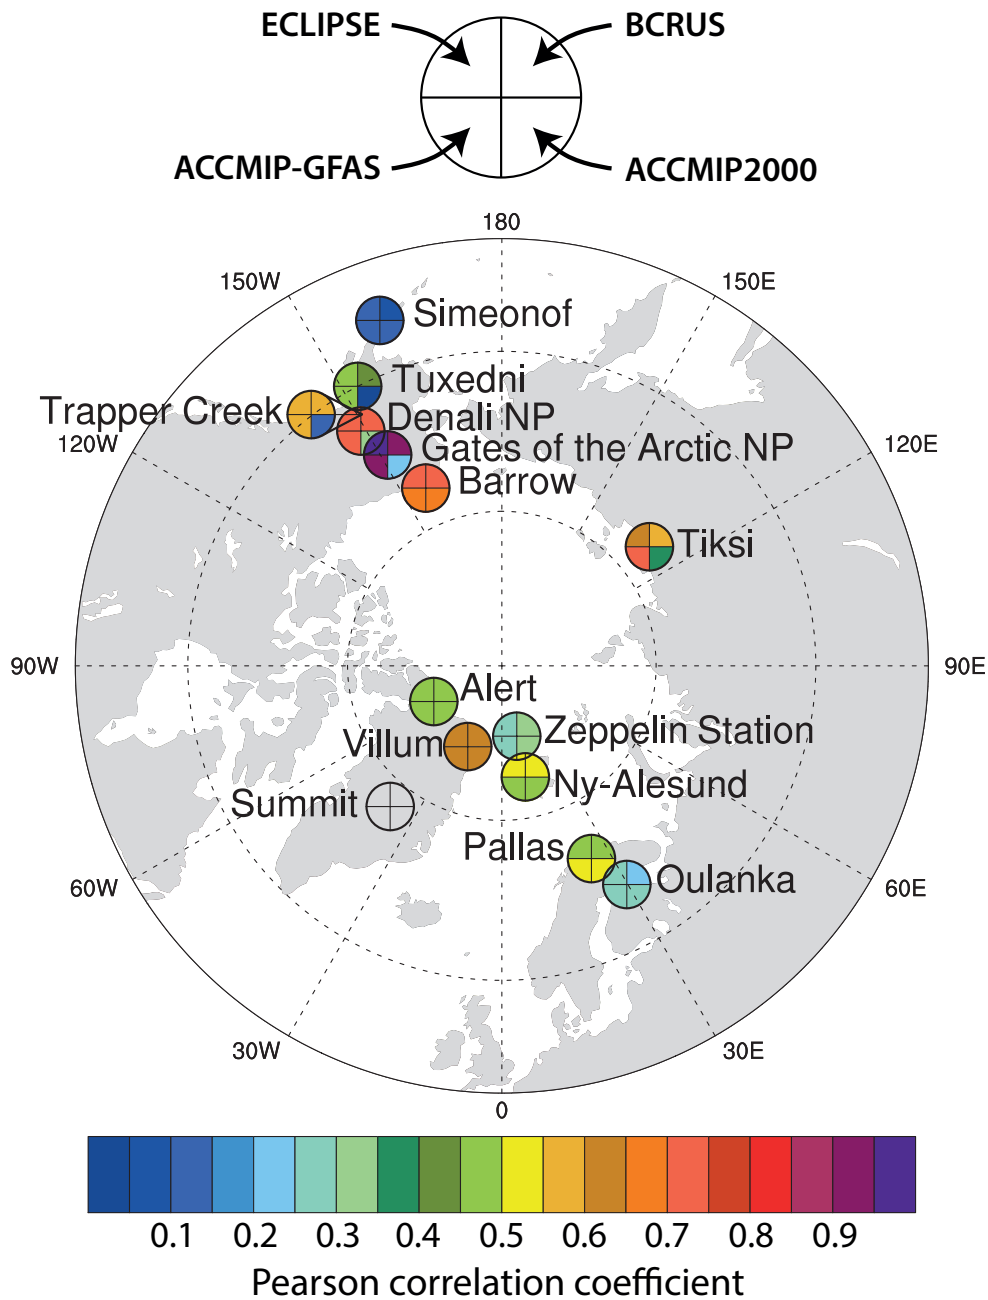 ECLIPSE
BCRUS
ACCMIP-GFAS
ACCMIP2000
180
150W
150E
Simeonof
Tuxedni
Trapper Creek
Denali NP
120W
120E
Gates of the Arctic NP
Barrow
Tiksi
90W
90E
Alert
Villum
Zeppelin Station
Ny-Alesund
Summit
Pallas
Oulanka
60W
60E
30W
30E
0
0.1 0.2 0.3 0.4 0.5 0.6 0.7 0.8 0.9
Pearson correlation coefficient